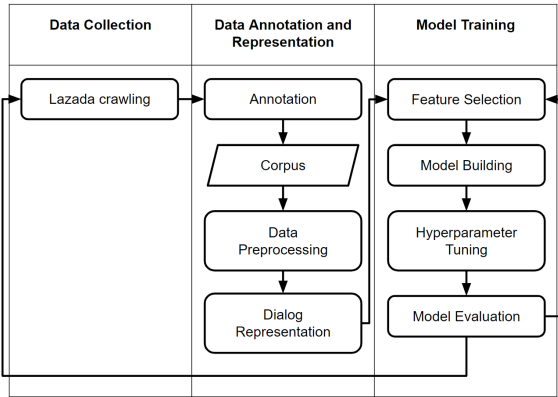 Data Collection
Data Annotation and
Representation
Model Training
Lazada crawling
Annotation
Feature Selection
Corpus
Model Building
Data
Preprocessing
Hyperparameter
Tuning
Dialog
Representation
Model Evaluation